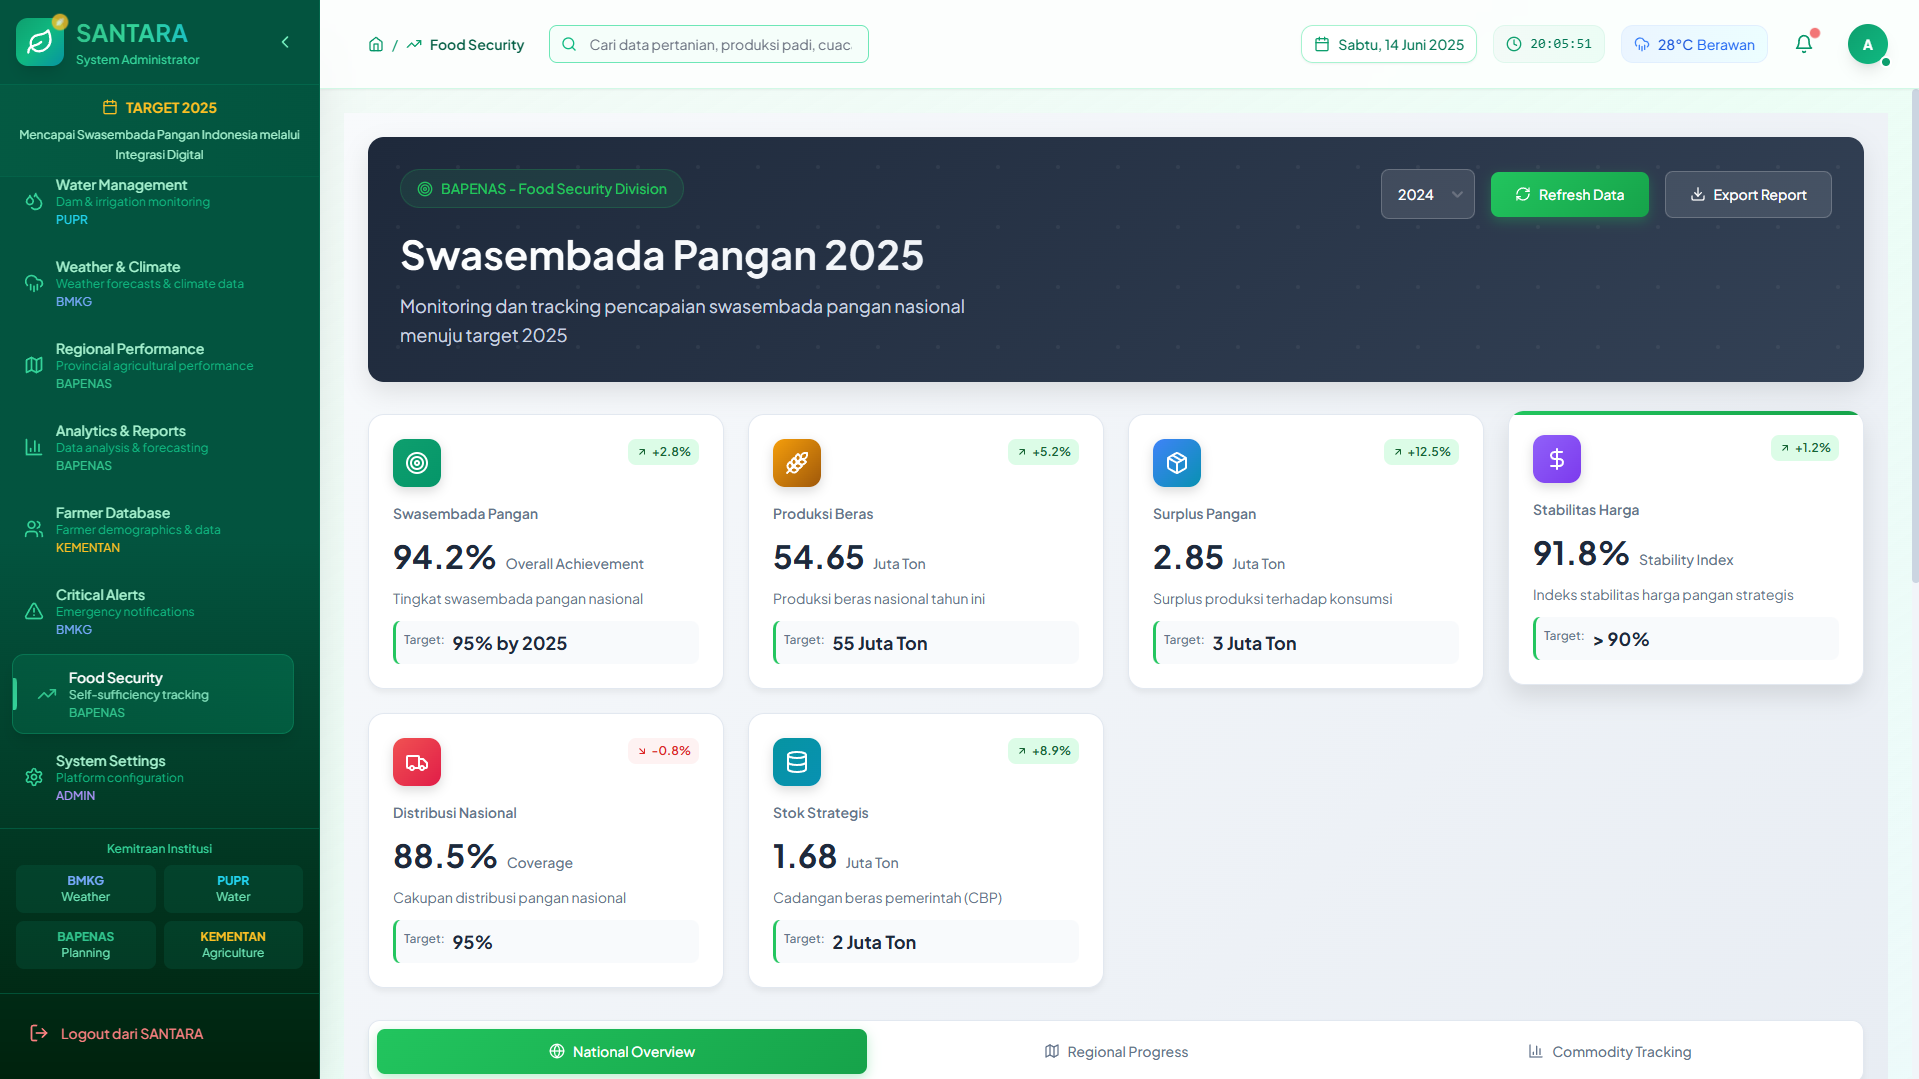 SANTARA
System Administrator
TARGET 2025
Mencapai Swasembada Pangan Indonesia melalui
Integrasi Digital
Water Management
Dam & irrigation monitoring
PUPR
Weather & Climate
Weather forecasts & climate data
BMKG
Regional Performance
Provincial agricultural performance
BAPENAS
Analytics & Reports
Data analysis & forecasting
BAPENAS
Farmer Database
Farmer demographics & data
KEMENTAN
Critical Alerts
Emergency notifications
BMKG
Food Security
Self-sufficiency tracking
BAPENAS
System Settings
Platform configuration
ADMIN
Kemitraan Institusi
BMKG
Weather
PUPR
Water
BAPENAS
Planning
KEMENTAN
Agriculture
Logout dari SANTARA
/ Food Security
Cari data pertanian, produksi padi, cuac
Sabtu, 14 Juni 2025
20:05:51
28°C Berawan
A
BAPENAS - Food Security Division
2024
Refresh Data
Export Report
Swasembada Pangan 2025
Monitoring dan tracking pencapaian swasembada pangan nasional
menuju target 2025
+2.8%
Swasembada Pangan
94.2% Overall Achievement
Tingkat swasembada pangan nasional
Target: 95% by 2025
+5.2%
Produksi Beras
54.65 Juta Ton
Produksi beras nasional tahun ini
Target: 55 Juta Ton
+12.5%
Surplus Pangan
2.85 Juta Ton
Surplus produksi terhadap konsumsi
Target: 3 Juta Ton
+1.2%
Stabilitas Harga
91.8% Stability Index
Indeks stabilitas harga pangan strategis
Target: > 90%
-0.8%
Distribusi Nasional
88.5% Coverage
Cakupan distribusi pangan nasional
Target: 95%
+8.9%
Stok Strategis
1.68 Juta Ton
Cadangan beras pemerintah (CBP)
Target: 2 Juta Ton
National Overview
Regional Progress
Commodity Tracking